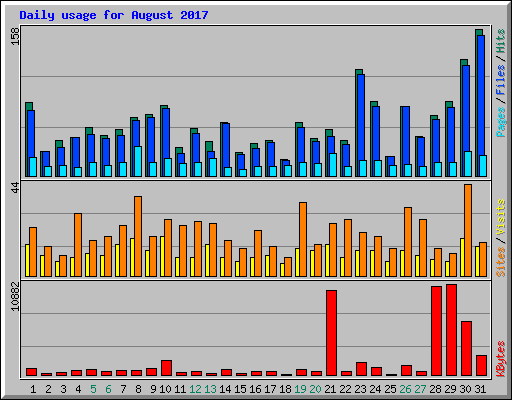 Daily usage for August 2017
158
Pages / Files / Hits
44
Sites / Visits
10882
KBytes
1 2 3 4 5 6 7 8 9 10 11 12 13 14 15 16 17 18 19 20 21 22 23 24 25 26 27 28 29 30 31